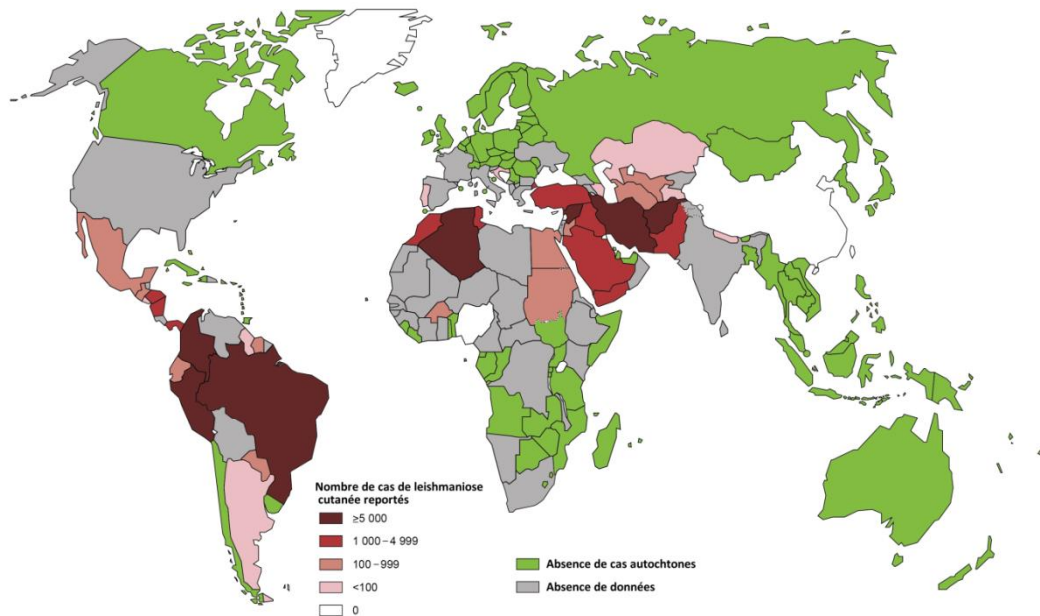 Nombre de cas de leishmaniose
cutanée reportés
≥5 000
1 000 – 4 999
100 – 999
<100
0
Absence de cas autochtones
Absence de données